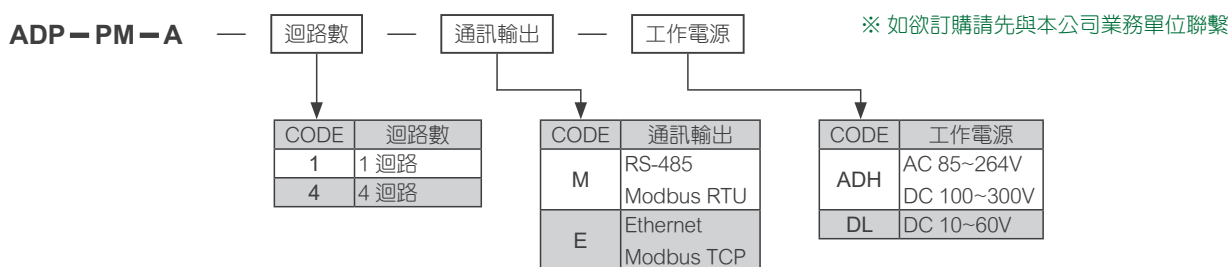 ADP－PM－A — 迴路數 — 通訊輸出 — 工作電源
※ 如欲訂購請先與本公司業務單位聯繫
CODE 迴路數
1 1 迴路
4 4 迴路
CODE 通訊輸出
M RS-485
Modbus RTU
E Ethernet
Modbus TCP
CODE 工作電源
ADH AC 85~264V
DC 100~300V
DL DC 10~60V